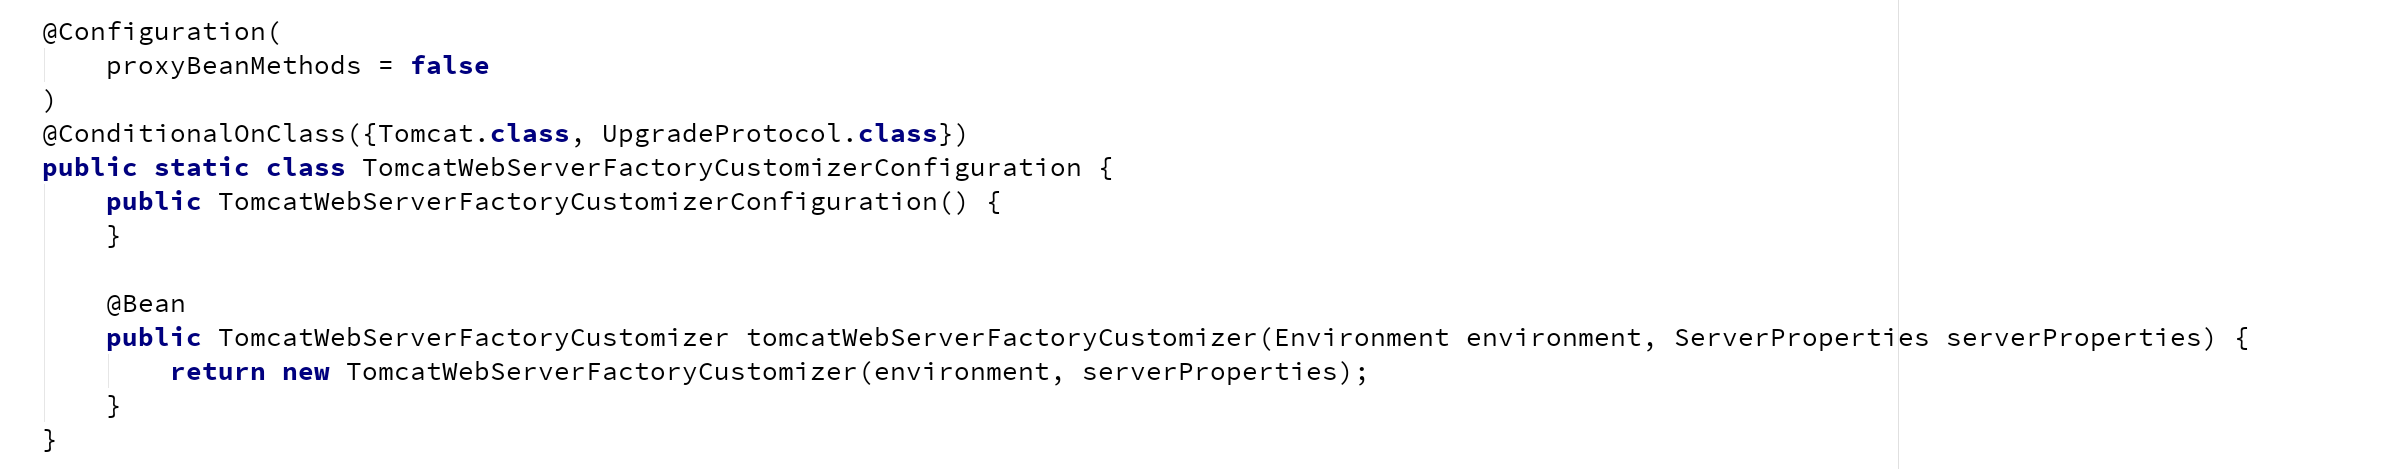 @Configuration(
    proxyBeanMethods = false
)
@ConditionalOnClass({Tomcat.class, UpgradeProtocol.class})
public static class TomcatWebServerFactoryCustomizerConfiguration {
    public TomcatWebServerFactoryCustomizerConfiguration() {
    }

    @Bean
    public TomcatWebServerFactoryCustomizer tomcatWebServerFactoryCustomizer(Environment environment, ServerProperties serverProperties) {
        return new TomcatWebServerFactoryCustomizer(environment, serverProperties);
    }
}